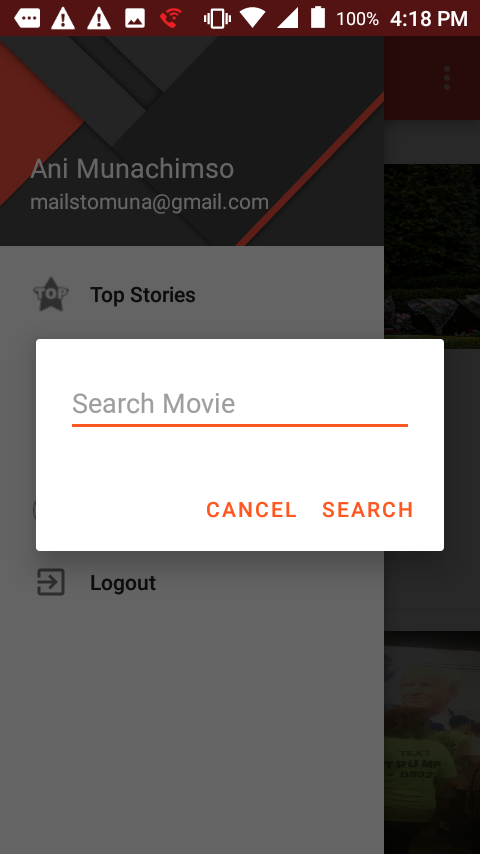 100% 4:18 PM
Ani Munachimso
mailstomuna@gmail.com
TOP Top Stories
Search Movie
CANCEL SEARCH
Logout
TEXT
TRUMP
8802